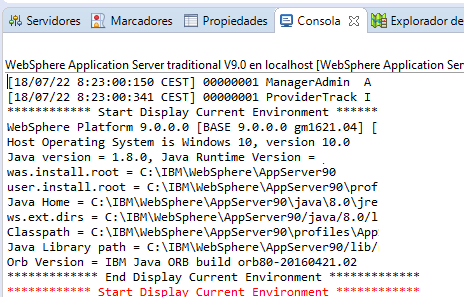 Servidores Marcadores Propiedades Consola Explorador de
WebSphere Application Server traditional V9.0 en localhost [WebSphere Application Ser
[18/07/22 8:23:00:150 CEST] 00000001 ManagerAdmin A
[18/07/22 8:23:00:341 CEST] 00000001 ProviderTrack I
************ Start Display Current Environment ******
WebSphere Platform 9.0.0.0 [BASE 9.0.0.0 gm1621.04] [
Host Operating System is Windows 10, version 10.0
Java version = 1.8.0, Java Runtime Version =
was.install.root = C:\IBM\WebSphere\AppServer90
user.install.root = C:\IBM\WebSphere\AppServer90\prof
Java Home = C:\IBM\WebSphere\AppServer90\java\8.0\jre
ws.ext.dirs = C:\IBM\WebSphere\AppServer90/java/8.0/l
Classpath = C:\IBM\WebSphere\AppServer90\profiles\App
Java Library path = C:\IBM\WebSphere\AppServer90/lib/
Orb Version = IBM Java ORB build orb80-20160421.02
************* End Display Current Environment *************
************ Start Display Current Environment ************